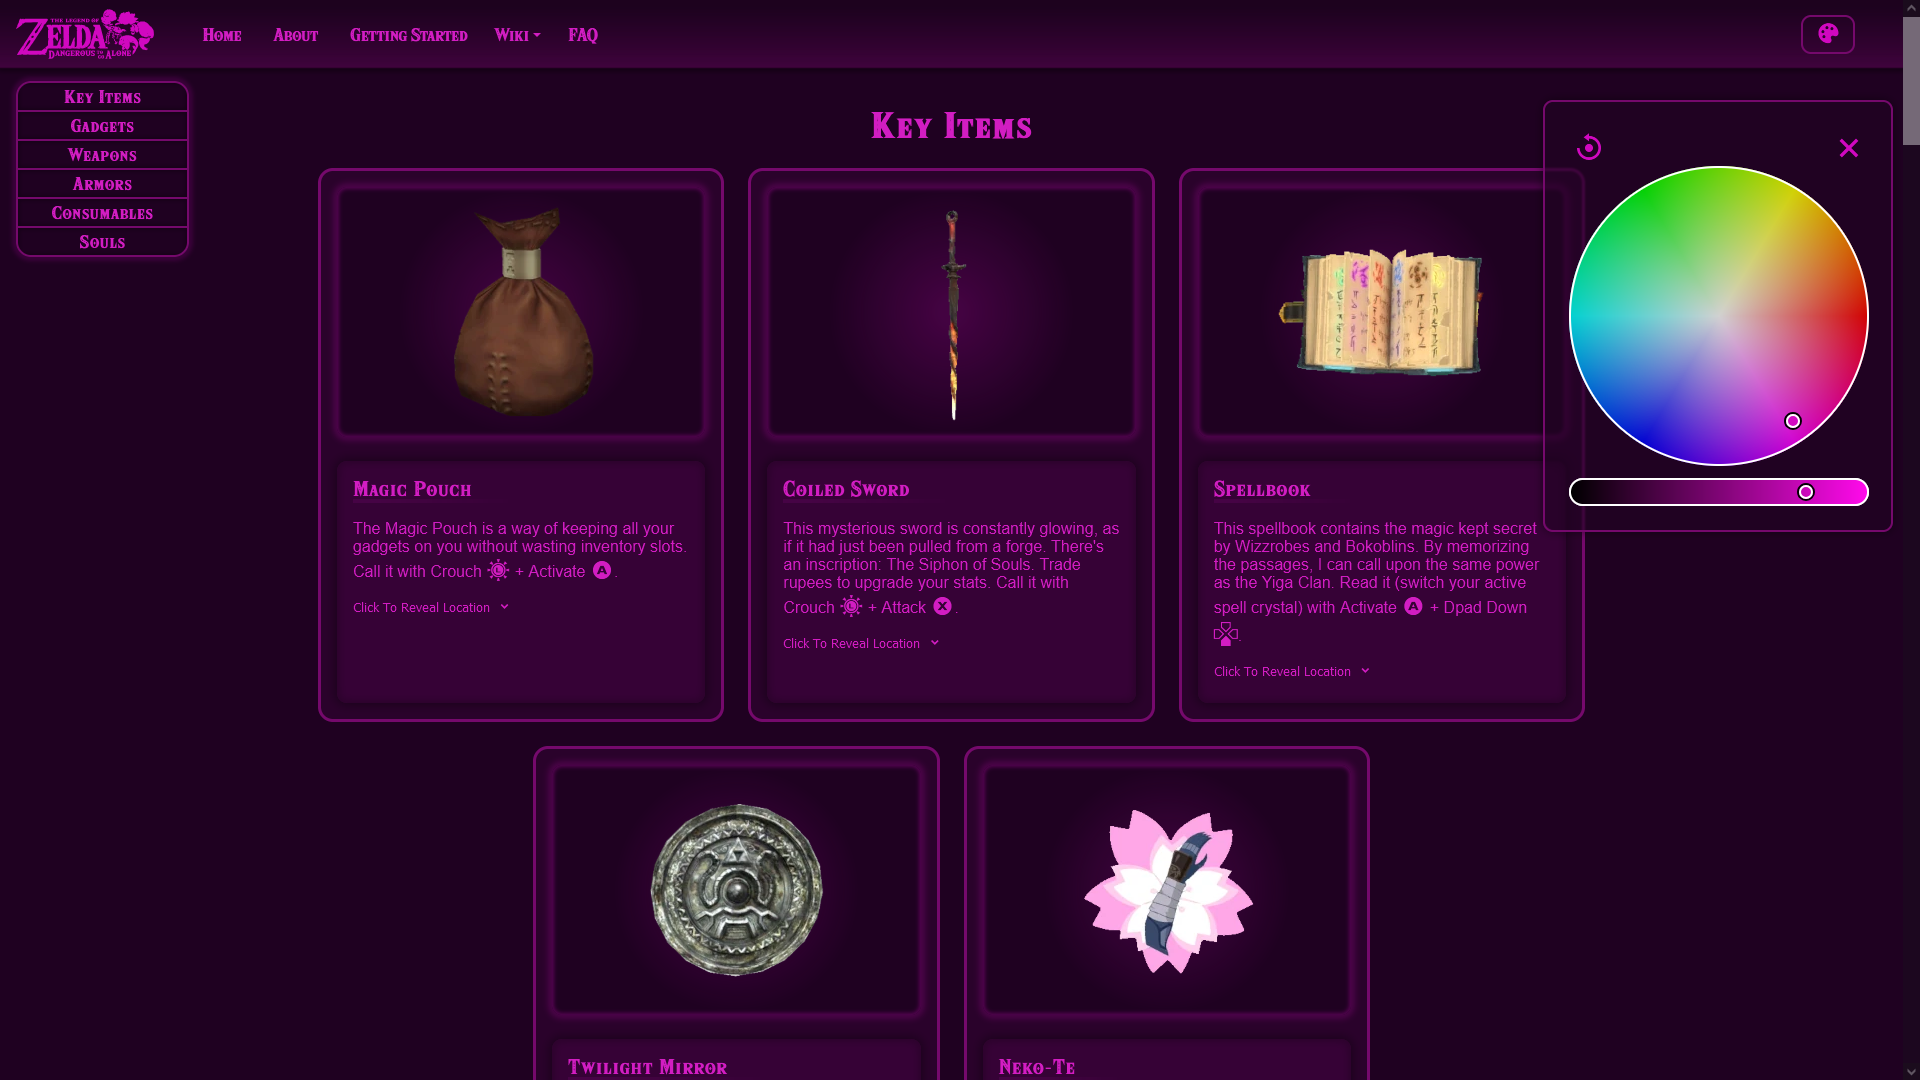 THE LEGEND OF
ZELDA
DANGEROUS TO GO ALONE
HOME
ABOUT
GETTING STARTED
WIKI
FAQ
KEY ITEMS
GADGETS
WEAPONS
ARMORS
CONSUMABLES
SOULS
KEY ITEMS
MAGIC POUCH
The Magic Pouch is a way of keeping all your
gadgets on you without wasting inventory slots.
Call it with Crouch L + Activate A .
Click To Reveal Location
COILED SWORD
This mysterious sword is constantly glowing, as
if it had just been pulled from a forge. There's
an inscription: The Siphon of Souls. Trade
rupees to upgrade your stats. Call it with
Crouch L + Attack X .
Click To Reveal Location
SPELLBOOK
This spellbook contains the magic kept secret
by Wizzrobes and Bokoblins. By memorizing
the passages, I can call upon the same power
as the Yiga Clan. Read it (switch your active
spell crystal) with Activate A + Dpad Down
.
Click To Reveal Location
TWILIGHT MIRROR
NEKO-TE